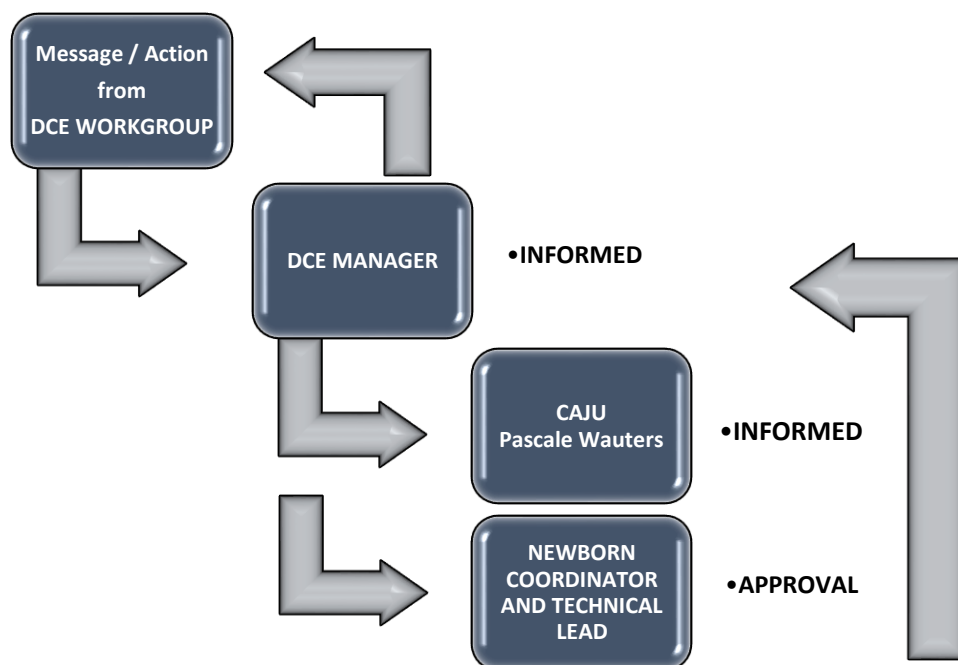 Message / Action
from
DCE WORKGROUP
DCE MANAGER
•INFORMED
CAJU
Pascale Wauters
•INFORMED
NEWBORN
COORDINATOR
AND TECHNICAL
LEAD
•APPROVAL